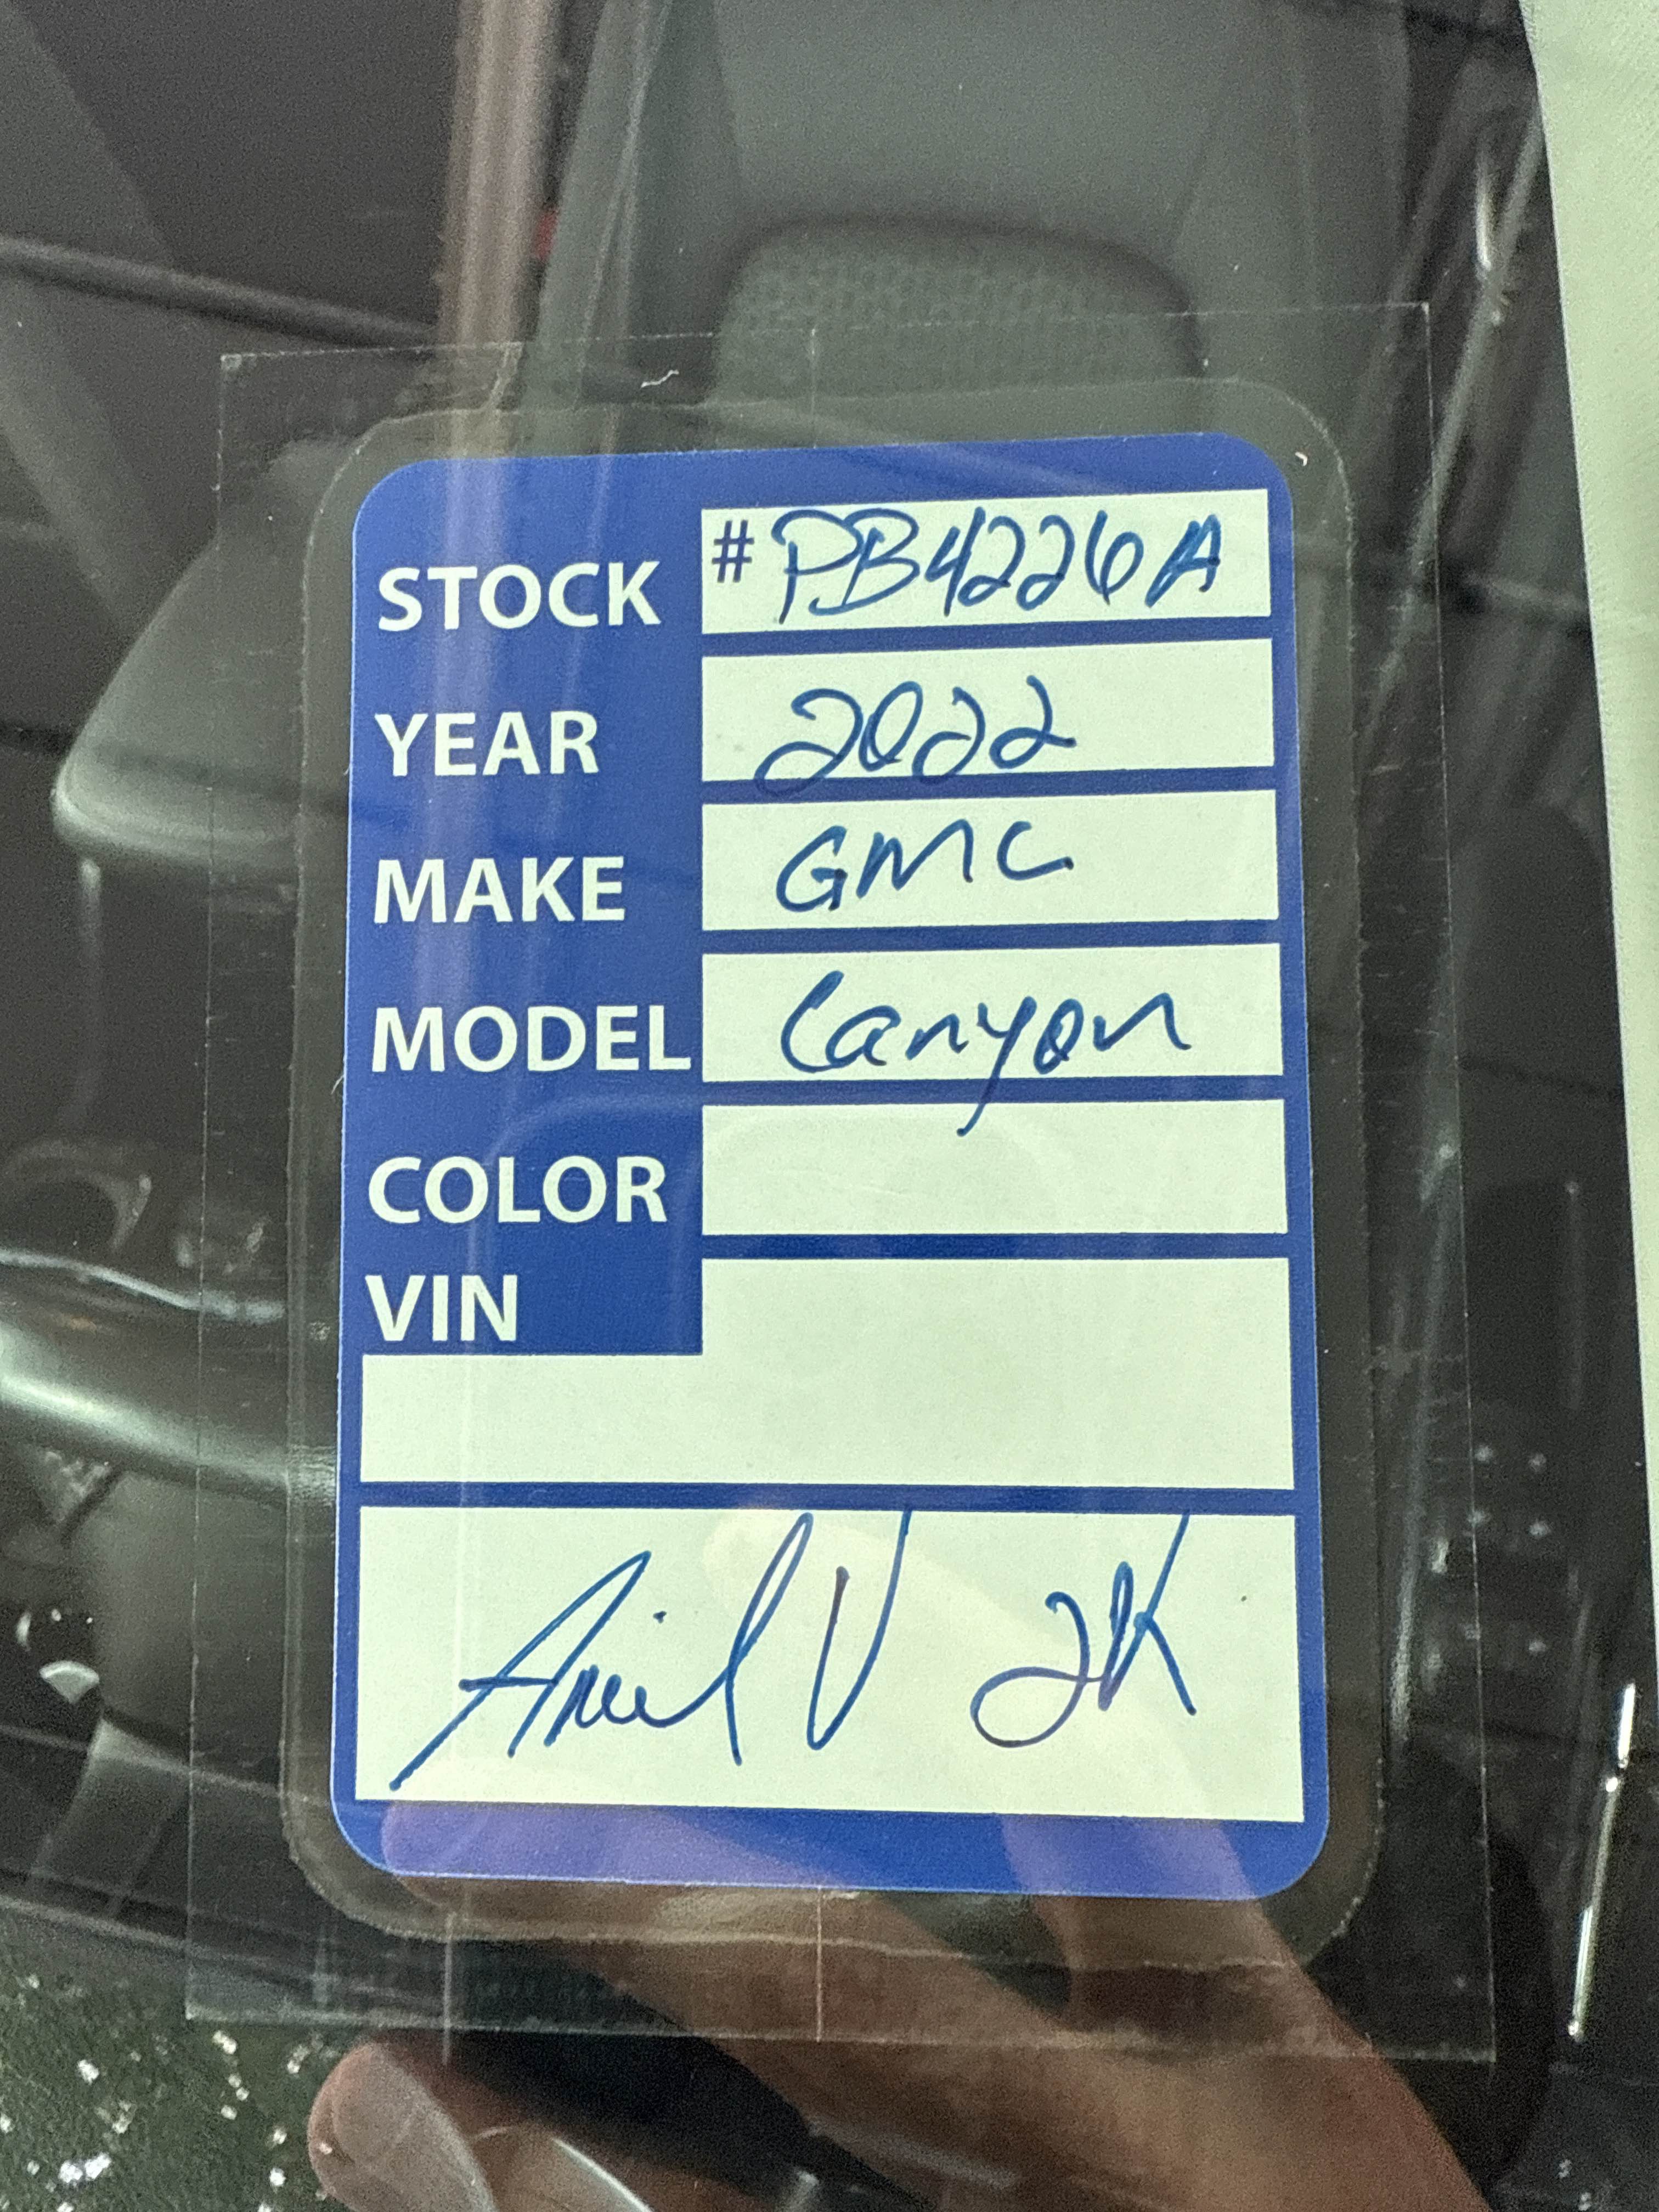 STOCK #PB4226A
YEAR 2022
MAKE GMC
MODEL Canyon
COLOR
VIN